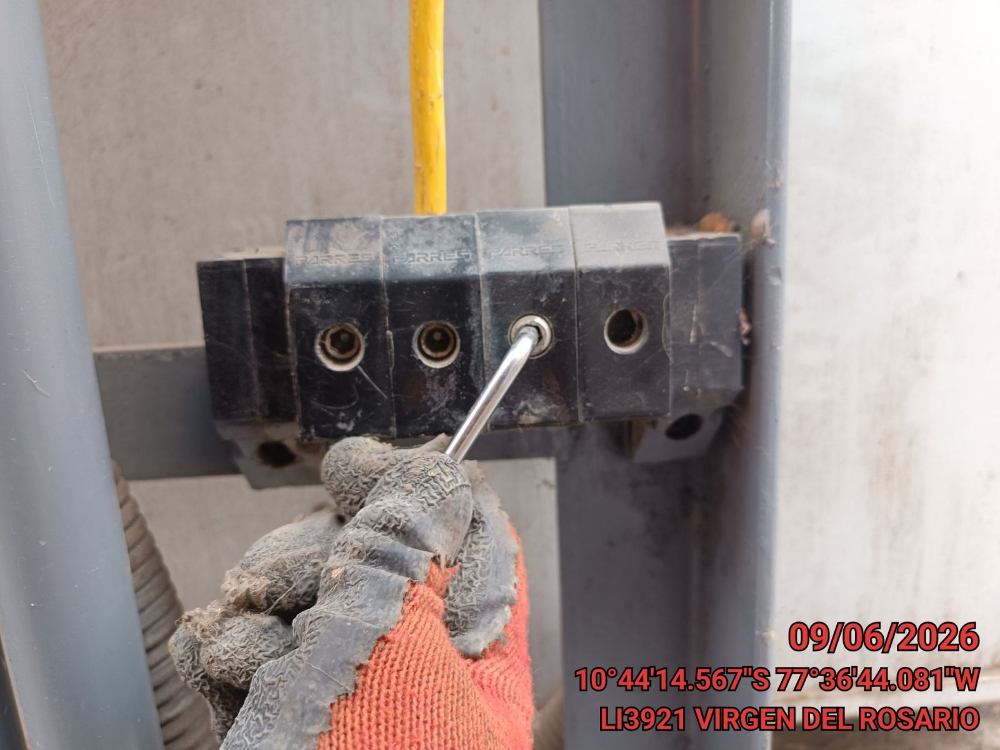 PARRES PARRES PARRES PARRES
09/06/2026
10°44'14.567"S 77°36'44.081"W
LI3921 VIRGEN DEL ROSARIO